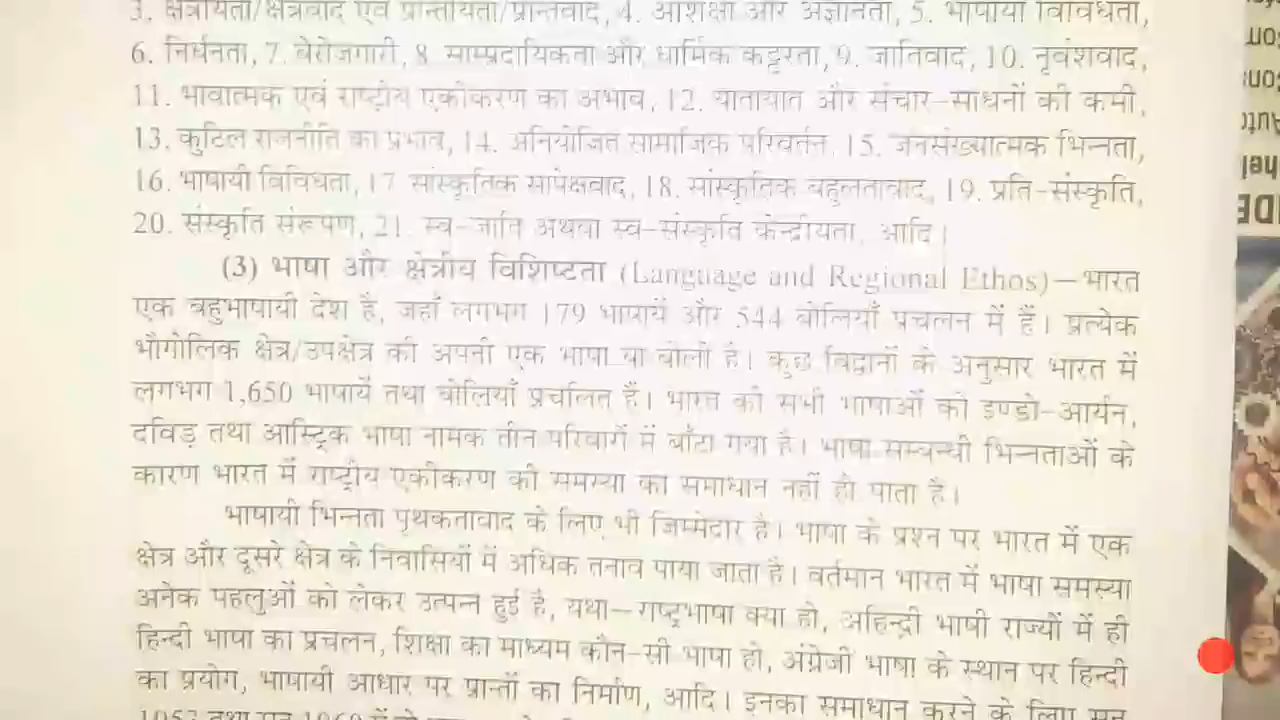 3. क्षेत्रीयता/क्षेत्रवाद एवं प्रान्तीयता/प्रान्तवाद, 4. अशिक्षा और अज्ञानता, 5. भाषायी विविधता,
6. निर्धनता, 7. बेरोजगारी, 8. साम्प्रदायिकता और धार्मिक कट्टरता, 9. जातिवाद, 10. नृवंशवाद,
11. भावात्मक एवं राष्ट्रीय एकीकरण का अभाव, 12. यातायात और संचार-साधनों की कमी,
13. कुटिल राजनीति का प्रभाव, 14. अनियोजित सामाजिक परिवर्तन, 15. जनसंख्यात्मक भिन्नता,
16. भाषायी विविधता, 17. सांस्कृतिक सापेक्षवाद, 18. सांस्कृतिक बहुलतावाद, 19. प्रति-संस्कृति,
20. संस्कृति संरूपण, 21. स्व-जाति अथवा स्व-संस्कृति केन्द्रीयता, आदि।
(3) भाषा और क्षेत्रीय विशिष्टता (Language and Regional Ethos)—भारत
एक बहुभाषायी देश है, जहाँ लगभग 179 भाषायें और 544 बोलियाँ प्रचलन में हैं। प्रत्येक
भौगोलिक क्षेत्र/उपक्षेत्र की अपनी एक भाषा या बोली है। कुछ विद्वानों के अनुसार भारत में
लगभग 1,650 भाषायें तथा बोलियाँ प्रचलित हैं। भारत की सभी भाषाओं को इण्डो-आर्यन,
द्रविड़ तथा आस्ट्रिक भाषा नामक तीन परिवारों में बाँटा गया है। भाषा सम्बन्धी भिन्नताओं के
कारण भारत में राष्ट्रीय एकीकरण की समस्या का समाधान नहीं हो पाता है।
भाषायी भिन्नता पृथकतावाद के लिए भी जिम्मेदार है। भाषा के प्रश्न पर भारत में एक
क्षेत्र और दूसरे क्षेत्र के निवासियों में अधिक तनाव पाया जाता है। वर्तमान भारत में भाषा समस्या
अनेक पहलुओं को लेकर उत्पन्न हुई है, यथा—राष्ट्रभाषा क्या हो, अहिन्दी भाषी राज्यों में ही
हिन्दी भाषा का प्रचलन, शिक्षा का माध्यम कौन-सी भाषा हो, अंग्रेजी भाषा के स्थान पर हिन्दी
का प्रयोग, भाषायी आधार पर प्रान्तों का निर्माण, आदि। इनका समाधान करने के लिए सन्